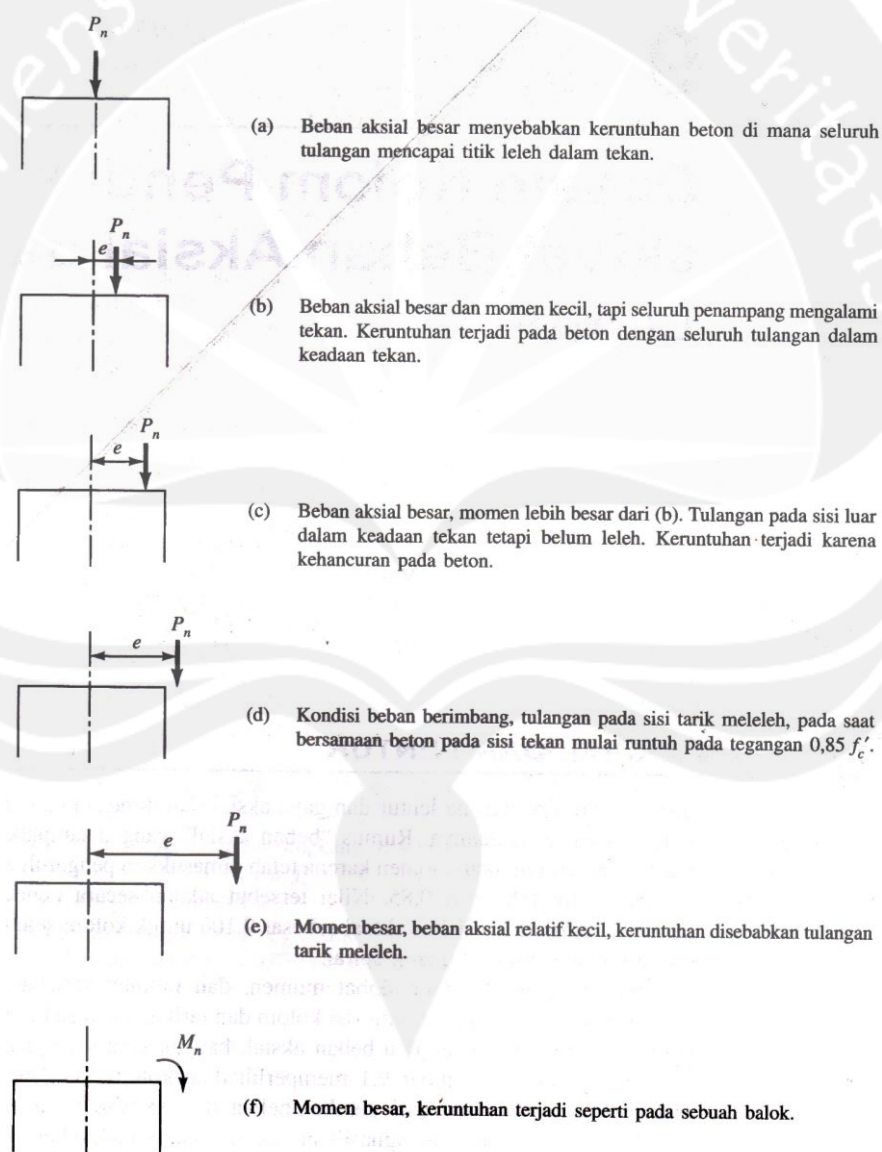 ens
veritas
P_n
(a) Beban aksial besar menyebabkan keruntuhan beton di mana seluruh
tulangan mencapai titik leleh dalam tekan.
P_n
e
(b) Beban aksial besar dan momen kecil, tapi seluruh penampang mengalami
tekan. Keruntuhan terjadi pada beton dengan seluruh tulangan dalam
keadaan tekan.
P_n
e
(c) Beban aksial besar, momen lebih besar dari (b). Tulangan pada sisi luar
dalam keadaan tekan tetapi belum leleh. Keruntuhan terjadi karena
kehancuran pada beton.
P_n
e
(d) Kondisi beban berimbang, tulangan pada sisi tarik meleleh, pada saat
bersamaan beton pada sisi tekan mulai runtuh pada tegangan 0,85 f_c′.
P_n
e
(e) Momen besar, beban aksial relatif kecil, keruntuhan disebabkan tulangan
tarik meleleh.
M_n
(f) Momen besar, keruntuhan terjadi seperti pada sebuah balok.